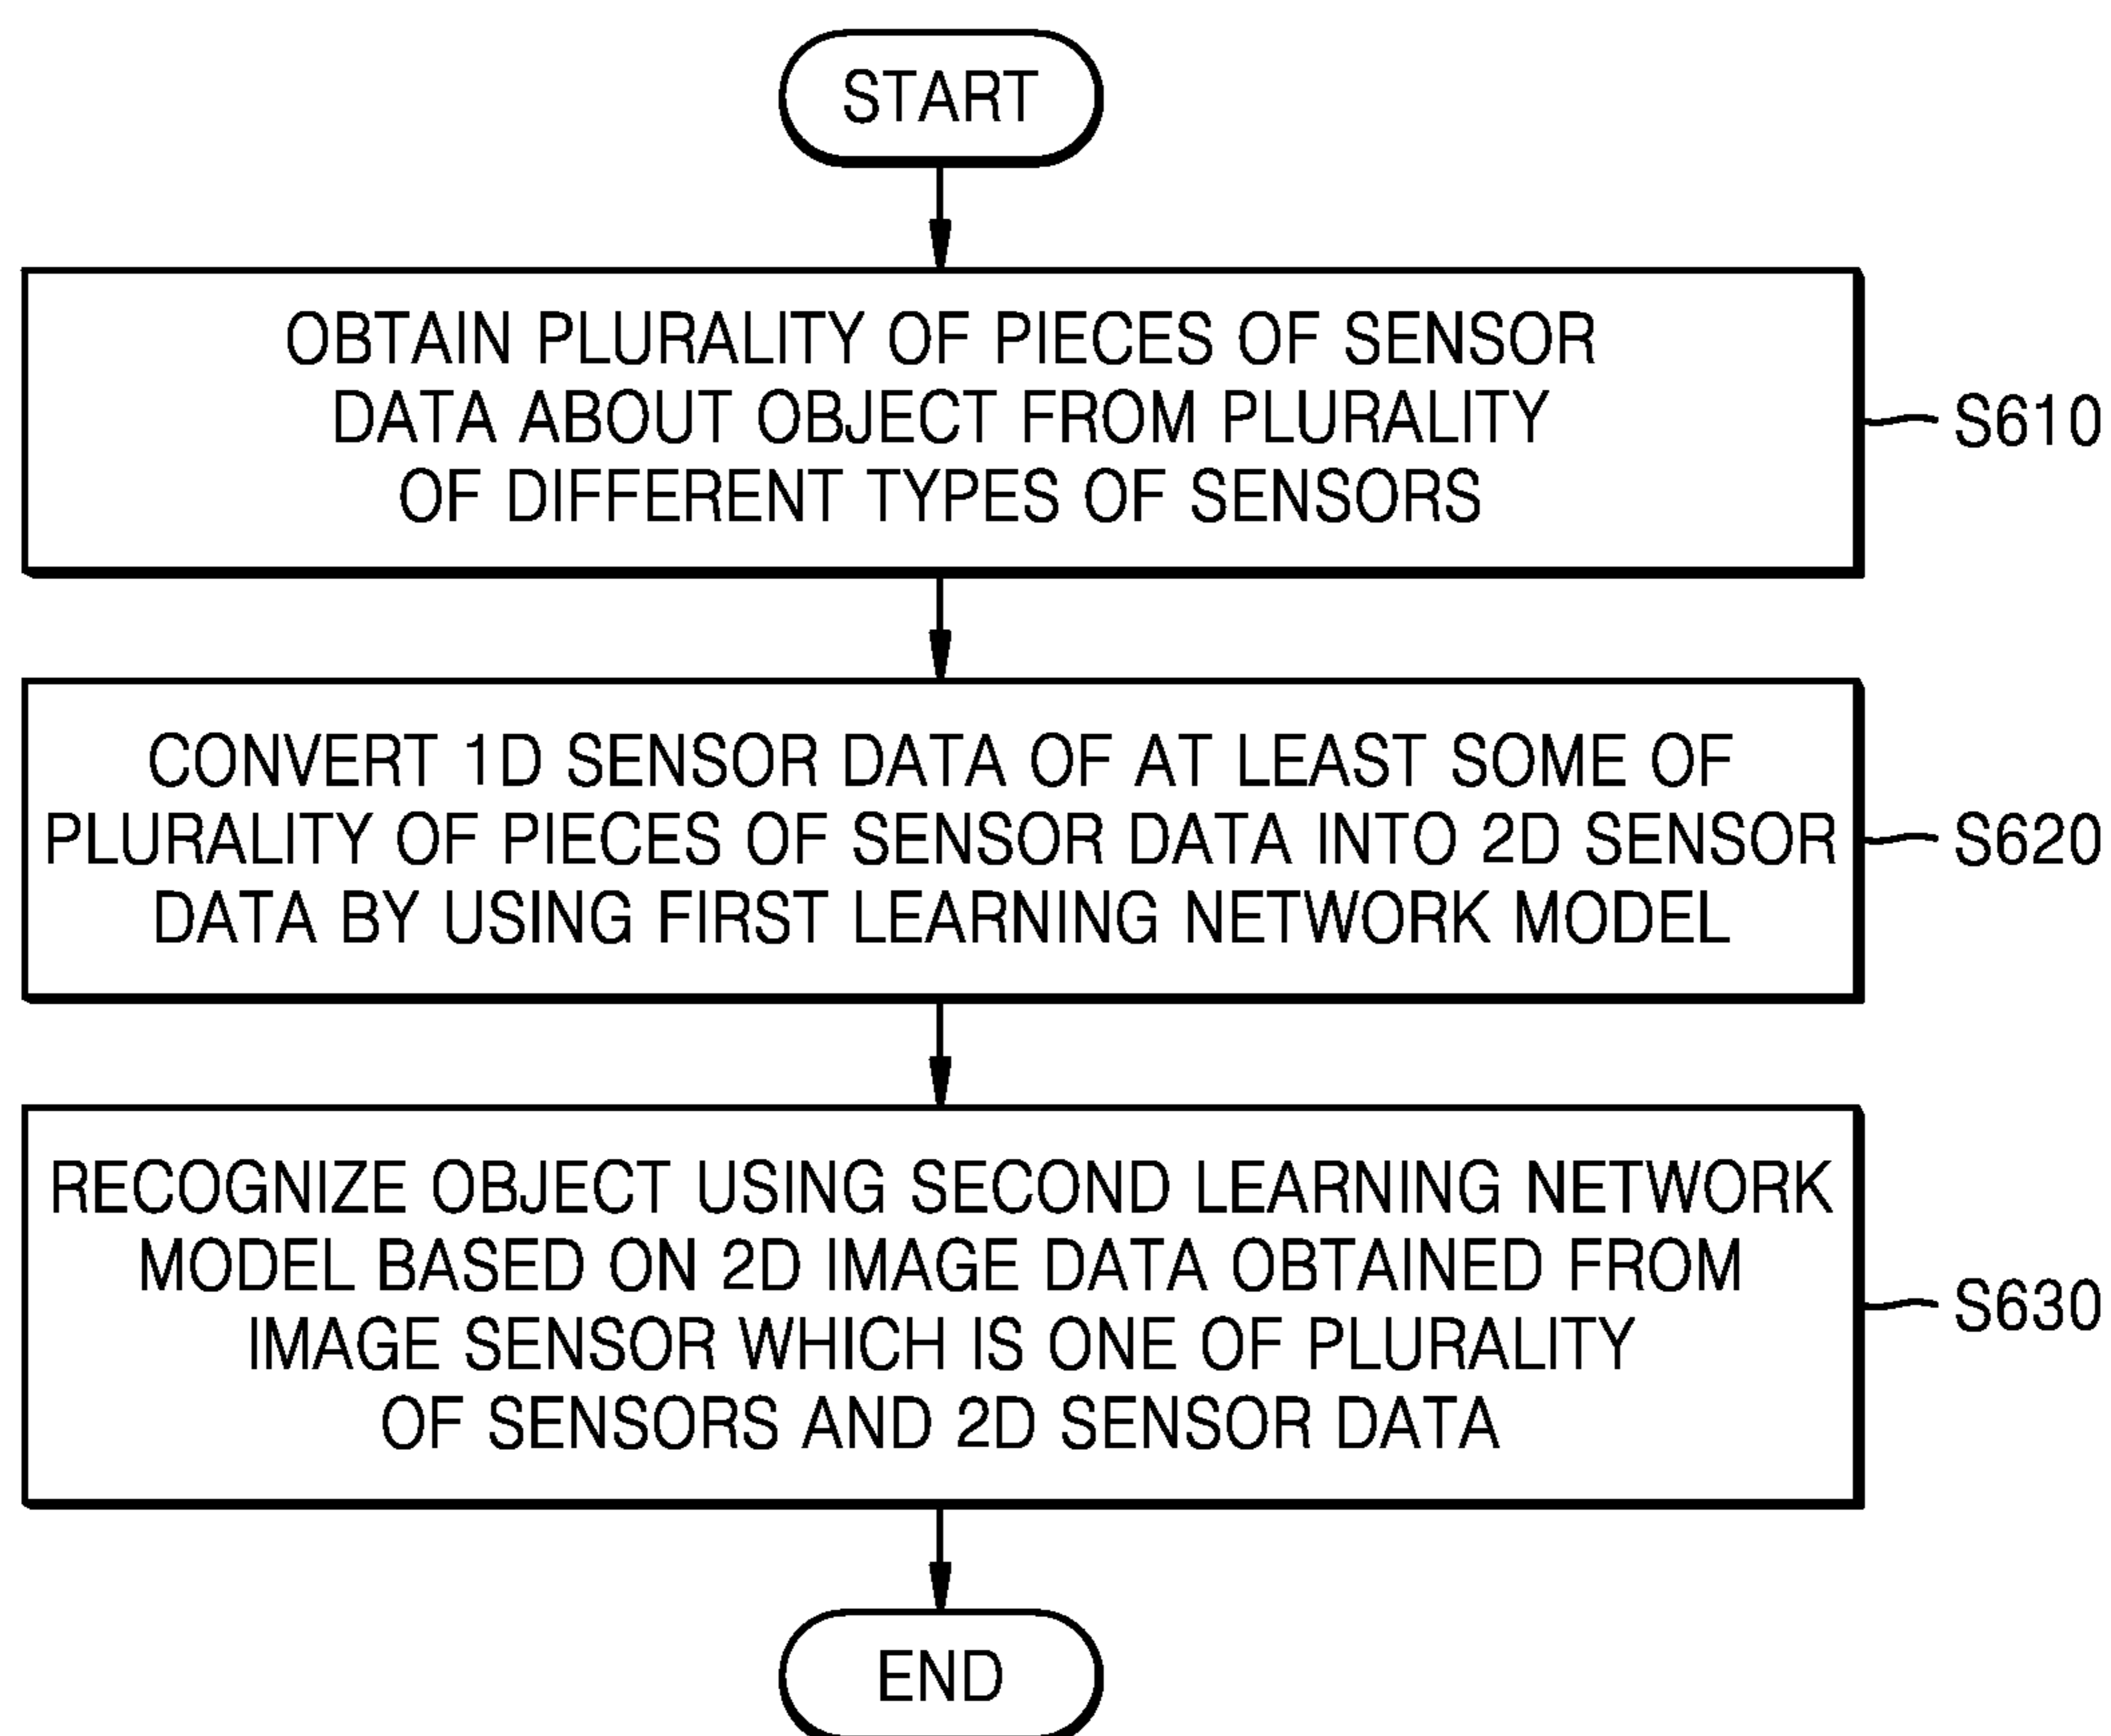 START
OBTAIN PLURALITY OF PIECES OF SENSOR
DATA ABOUT OBJECT FROM PLURALITY
OF DIFFERENT TYPES OF SENSORS
S610
CONVERT 1D SENSOR DATA OF AT LEAST SOME OF
PLURALITY OF PIECES OF SENSOR DATA INTO 2D SENSOR
DATA BY USING FIRST LEARNING NETWORK MODEL
S620
RECOGNIZE OBJECT USING SECOND LEARNING NETWORK
MODEL BASED ON 2D IMAGE DATA OBTAINED FROM
IMAGE SENSOR WHICH IS ONE OF PLURALITY
OF SENSORS AND 2D SENSOR DATA
S630
END